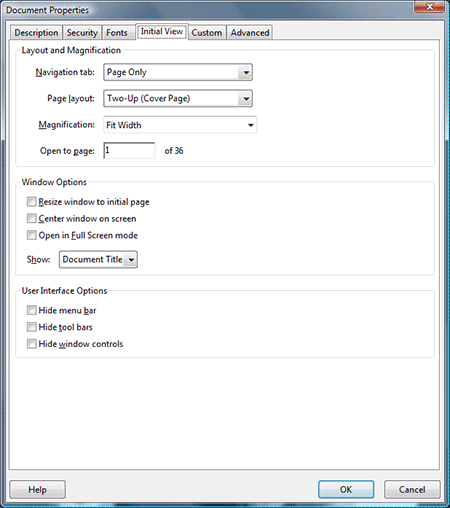 Document Properties
Description Security Fonts Initial View Custom Advanced
Layout and Magnification
Navigation tab: Page Only
Page layout: Two-Up (Cover Page)
Magnification: Fit Width
Open to page: 1 of 36
Window Options
Resize window to initial page
Center window on screen
Open in Full Screen mode
Show: Document Title
User Interface Options
Hide menu bar
Hide tool bars
Hide window controls
Help OK Cancel